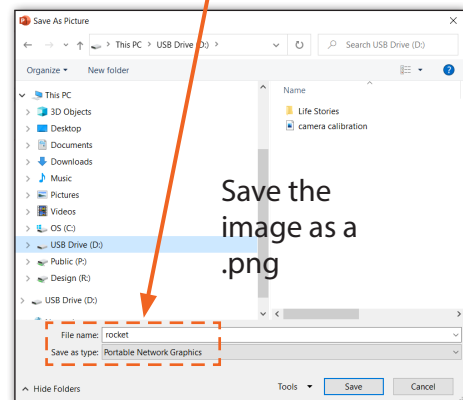 Save As Picture
This PC > USB Drive (D:) >
Search USB Drive (D:)
Organize
New folder
This PC
3D Objects
Desktop
Documents
Downloads
Music
Pictures
Videos
OS (C:)
USB Drive (D:)
Public (P:)
Design (R:)
USB Drive (D:)
Name
Life Stories
camera calibration
Save the
image as a
.png
File name: rocket
Save as type: Portable Network Graphics
Hide Folders
Tools
Save
Cancel